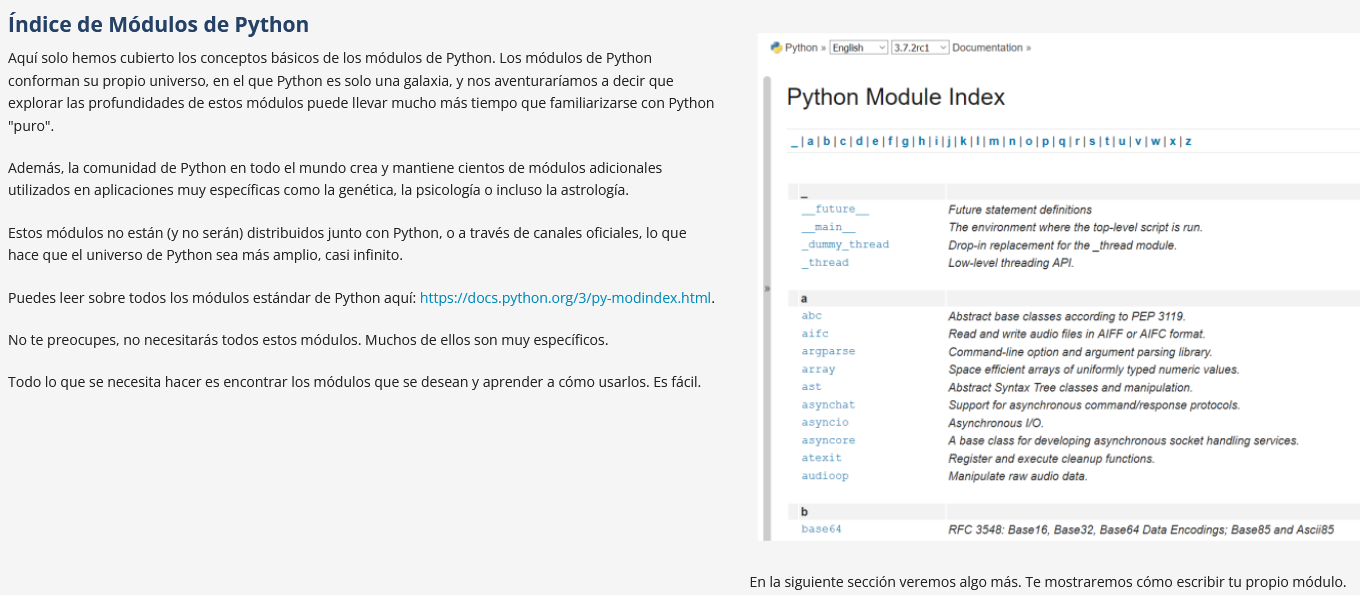 Índice de Módulos de Python
Aquí solo hemos cubierto los conceptos básicos de los módulos de Python. Los módulos de Python
conforman su propio universo, en el que Python es solo una galaxia, y nos aventuraríamos a decir que
explorar las profundidades de estos módulos puede llevar mucho más tiempo que familiarizarse con Python
"puro".
Además, la comunidad de Python en todo el mundo crea y mantiene cientos de módulos adicionales
utilizados en aplicaciones muy específicas como la genética, la psicología o incluso la astrología.
Estos módulos no están (y no serán) distribuidos junto con Python, o a través de canales oficiales, lo que
hace que el universo de Python sea más amplio, casi infinito.
Puedes leer sobre todos los módulos estándar de Python aquí: https://docs.python.org/3/py-modindex.html.
No te preocupes, no necesitarás todos estos módulos. Muchos de ellos son muy específicos.
Todo lo que se necesita hacer es encontrar los módulos que se desean y aprender a cómo usarlos. Es fácil.
Python » English 3.7.2rc1 Documentation »
Python Module Index
_ | a | b | c | d | e | f | g | h | i | j | k | l | m | n | o | p | q | r | s | t | u | v | w | x | z
_
__future__ Future statement definitions
__main__ The environment where the top-level script is run.
_dummy_thread Drop-in replacement for the _thread module.
_thread Low-level threading API.
a
abc Abstract base classes according to PEP 3119.
aifc Read and write audio files in AIFF or AIFC format.
argparse Command-line option and argument parsing library.
array Space efficient arrays of uniformly typed numeric values.
ast Abstract Syntax Tree classes and manipulation.
asynchat Support for asynchronous command/response protocols.
asyncio Asynchronous I/O.
asyncore A base class for developing asynchronous socket handling services.
atexit Register and execute cleanup functions.
audioop Manipulate raw audio data.
b
base64 RFC 3548: Base16, Base32, Base64 Data Encodings; Base85 and Ascii85
»
En la siguiente sección veremos algo más. Te mostraremos cómo escribir tu propio módulo.